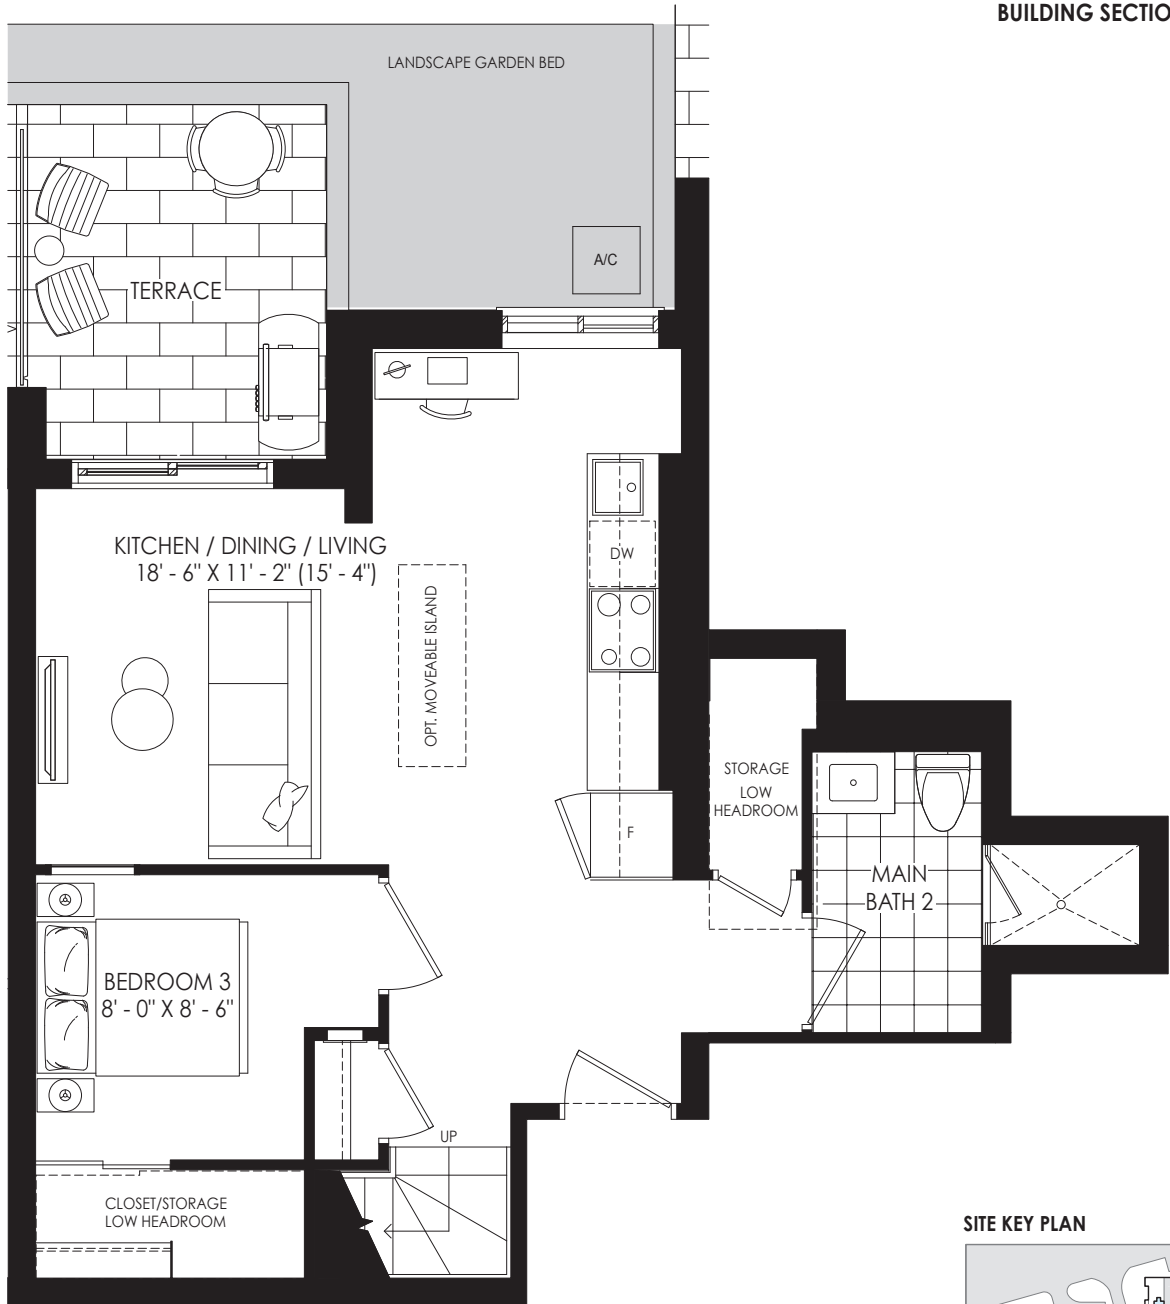 BUILDING SECTIO
LANDSCAPE GARDEN BED
A/C
TERRACE
KITCHEN / DINING / LIVING
18' - 6" X 11' - 2" (15' - 4")
DW
OPT. MOVEABLE ISLAND
STORAGE
LOW
HEADROOM
F
MAIN
BATH 2
BEDROOM 3
8' - 0" X 8' - 6"
UP
CLOSET/STORAGE
LOW HEADROOM
SITE KEY PLAN